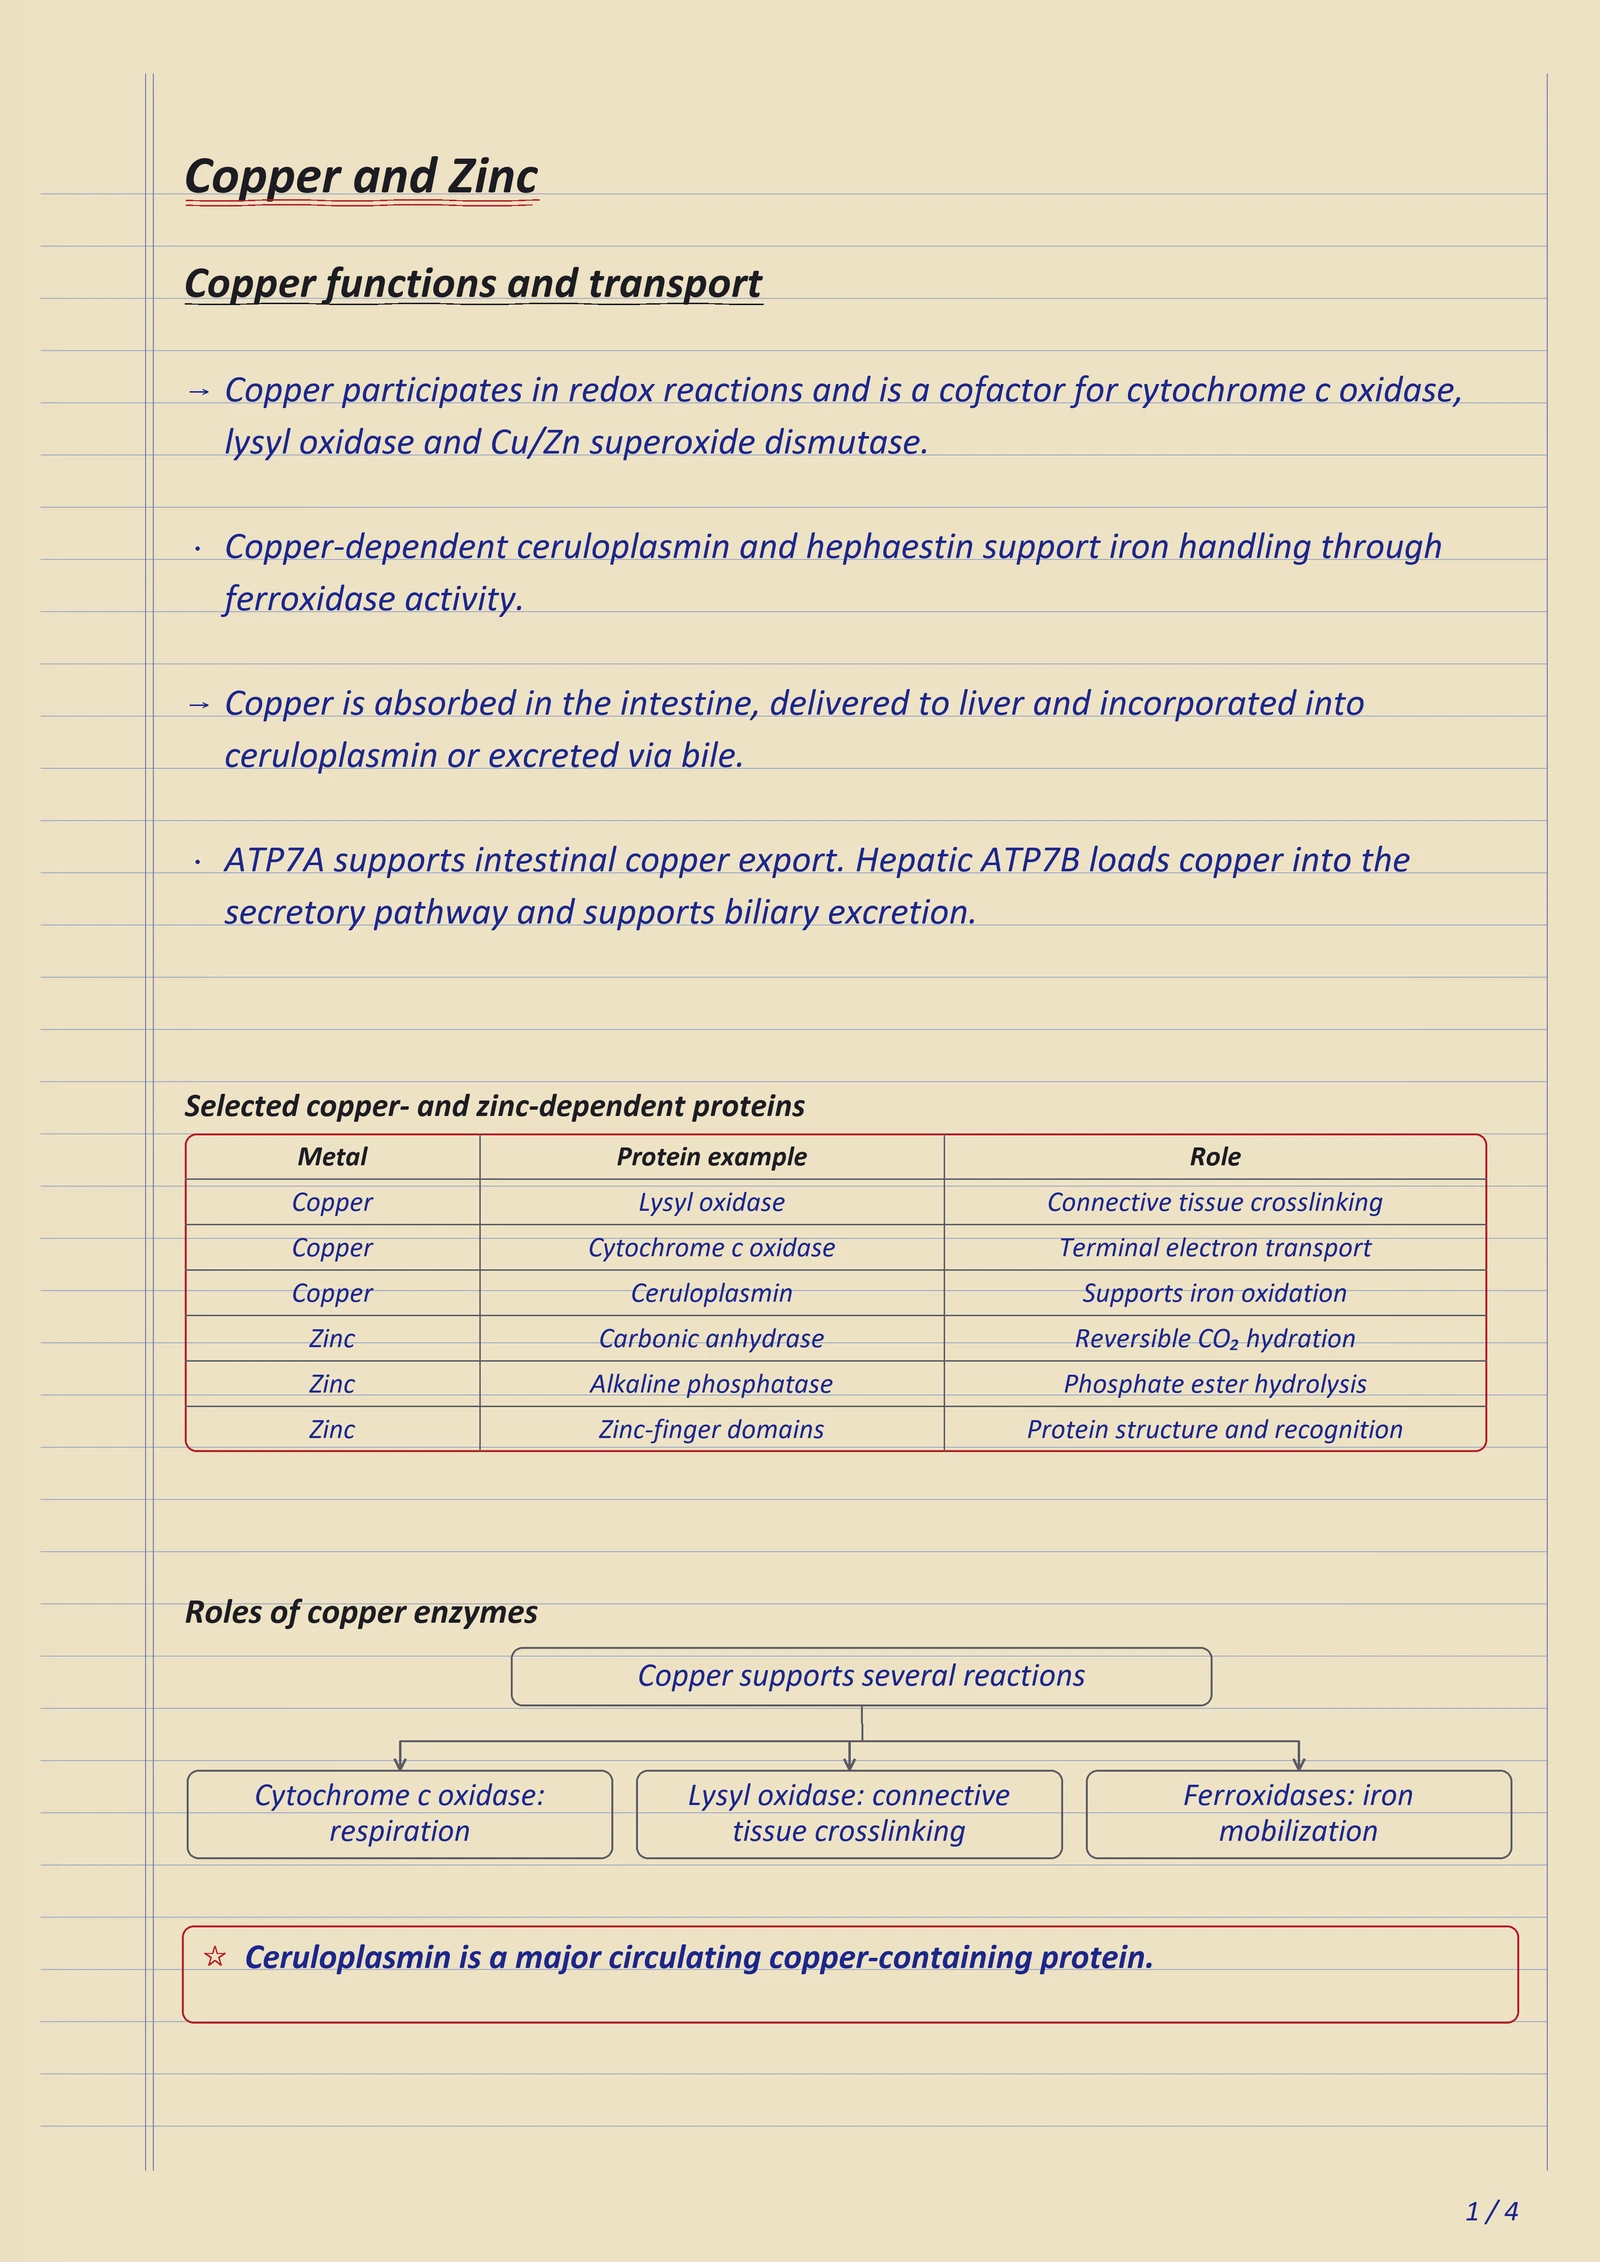 Copper and Zinc
Copper functions and transport
→ Copper participates in redox reactions and is a cofactor for cytochrome c oxidase,
lysyl oxidase and Cu/Zn superoxide dismutase.
· Copper-dependent ceruloplasmin and hephaestin support iron handling through
ferroxidase activity.
→ Copper is absorbed in the intestine, delivered to liver and incorporated into
ceruloplasmin or excreted via bile.
· ATP7A supports intestinal copper export. Hepatic ATP7B loads copper into the
secretory pathway and supports biliary excretion.
Selected copper- and zinc-dependent proteins
Metal Protein example Role
Copper Lysyl oxidase Connective tissue crosslinking
Copper Cytochrome c oxidase Terminal electron transport
Copper Ceruloplasmin Supports iron oxidation
Zinc Carbonic anhydrase Reversible CO₂ hydration
Zinc Alkaline phosphatase Phosphate ester hydrolysis
Zinc Zinc-finger domains Protein structure and recognition
Roles of copper enzymes
Copper supports several reactions
Cytochrome c oxidase:
respiration
Lysyl oxidase: connective
tissue crosslinking
Ferroxidases: iron
mobilization
☆ Ceruloplasmin is a major circulating copper-containing protein.
1 / 4